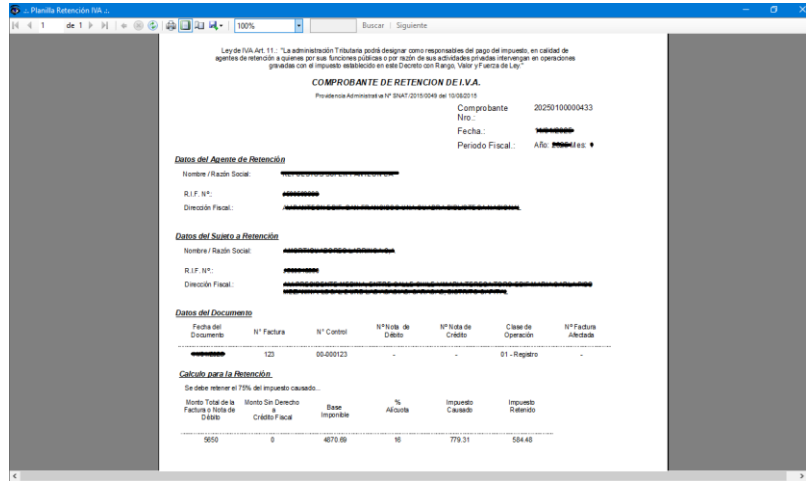 .:. Planilla Retención IVA .:.
1 de 1 100% Buscar | Siguiente
Ley de IVA Art. 11.: "La administración Tributaria podrá designar como responsables del pago del impuesto, en calidad de
agentes de retención a quienes por sus funciones públicas o por razón de sus actividades privadas intervengan en operaciones
gravadas con el impuesto establecido en este Decreto con Rango, Valor y Fuerza de Ley."
COMPROBANTE DE RETENCION DE I.V.A.
Providencia Administrativa Nº SNAT/2015/0049 del 10/08/2015
Comprobante 20250100000433
Nro.:
Fecha.:
Periodo Fiscal.: Año: Mes:
Datos del Agente de Retención
Nombre / Razón Social:
R.I.F. Nº.:
Dirección Fiscal.:
Datos del Sujeto a Retención
Nombre / Razón Social:
R.I.F. Nº.:
Dirección Fiscal.:
Datos del Documento
Fecha del Documento N° Factura N° Control N° Nota de Débito N° Nota de Crédito Clase de Operación N° Factura Afectada
123 00-000123 - - 01 - Registro -
Calculo para la Retención
Se debe retener el 75% del impuesto causado...
Monto Total de la Factura o Nota de Débito Monto Sin Derecho a Crédito Fiscal Base Imponible % Alícuota Impuesto Causado Impuesto Retenido
5650 0 4870.69 16 779.31 584.48